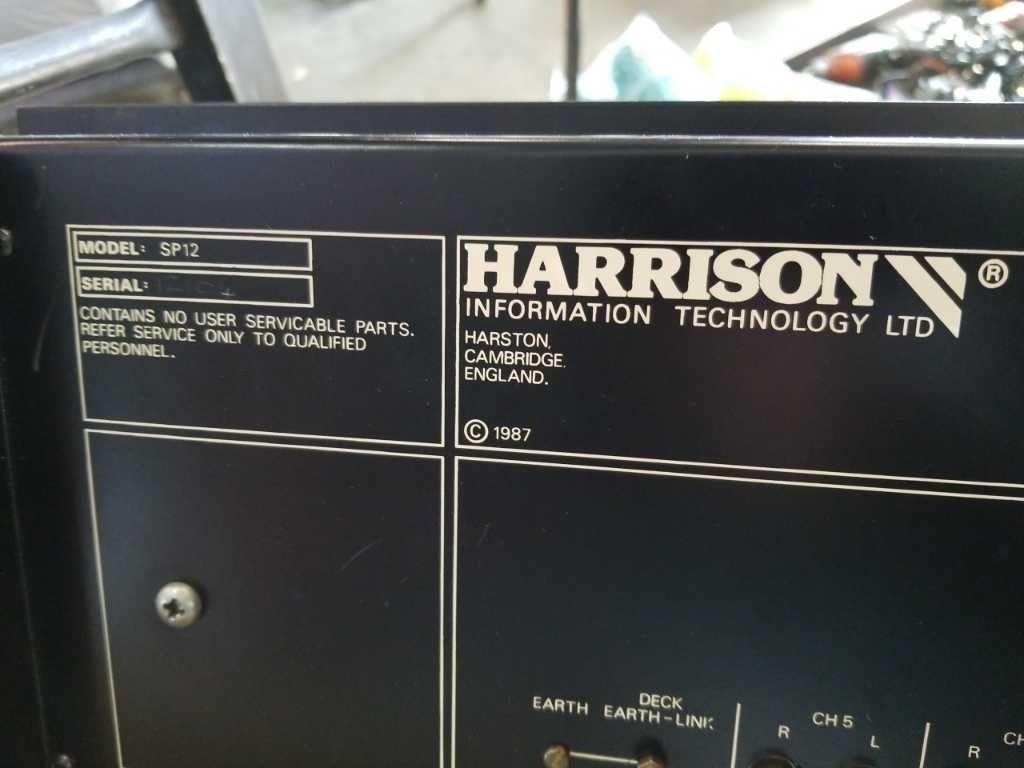 MODEL: SP12
SERIAL:
CONTAINS NO USER SERVICABLE PARTS.
REFER SERVICE ONLY TO QUALIFIED
PERSONNEL.
HARRISON ®
INFORMATION TECHNOLOGY LTD
HARSTON,
CAMBRIDGE.
ENGLAND.
© 1987
EARTH
DECK
EARTH-LINK
CH 5
R L
R